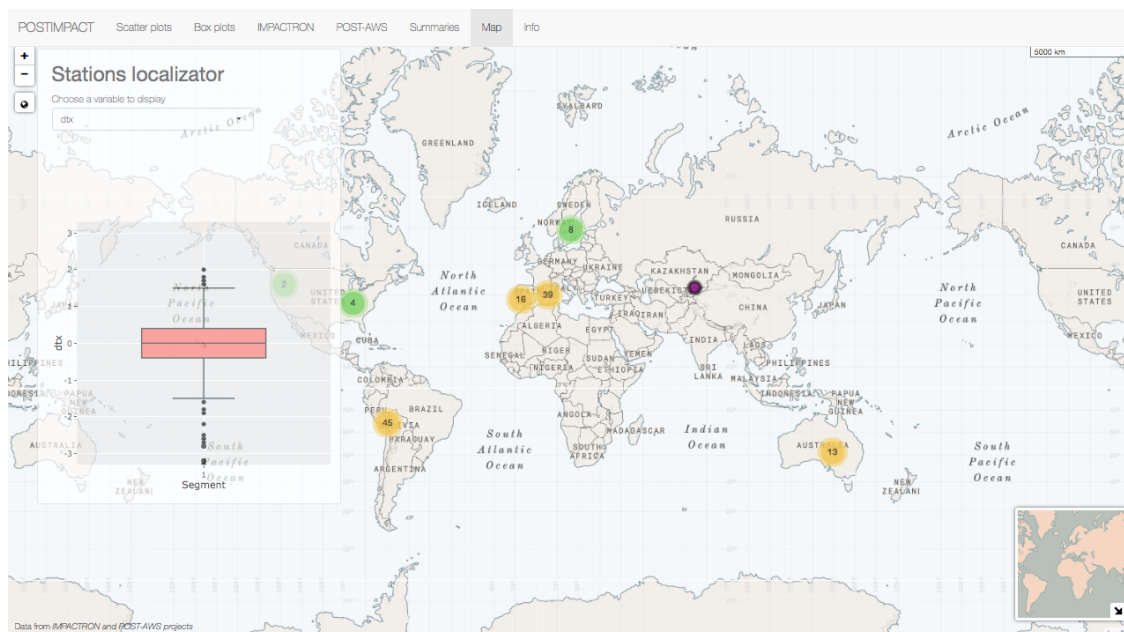 POSTIMPACT Scatter plots Box plots IMPACTRON POST-AWS Summaries Map Info
+
−
Stations localizator
Choose a variable to display
dtx
5000 km
Arctic Ocean
Arctic Ocean
SVALBARD
GREENLAND
ICELAND
SWEDEN
RUSSIA
8
CANADA
CANADA
GERMANY
UKRAINE
KAZAKHSTAN
MONGOLIA
North Atlantic Ocean
2
4
16
39
UNITED STATES
UNITED STATES
TURKEY
CHINA
JAPAN
North Pacific Ocean
North Pacific Ocean
MEXICO
MEXICO
CUBA
ALGERIA
EGYPT
IRAQ
IRAN
INDIA
LAOS
SENEGAL
NIGER
SUDAN
YEMEN
PHILIPPINES
NIGERIA
ETHIOPIA
SRI LANKA
MALAYSIA
COLOMBIA
INDONESIA
PAPUA NEW GUINEA
PAPUA NEW GUINEA
BRAZIL
45
PARAGUAY
ANGOLA
MADAGASCAR
South Atlantic Ocean
Indian Ocean
South Pacific Ocean
South Pacific Ocean
SOUTH AFRICA
AUSTRALIA
13
ARGENTINA
NEW ZEALAN
NEW ZEALAN
3
2
1
0
-1
-2
-3
dtx
1
Segment
Data from IMPACTRON and POST-AWS projects